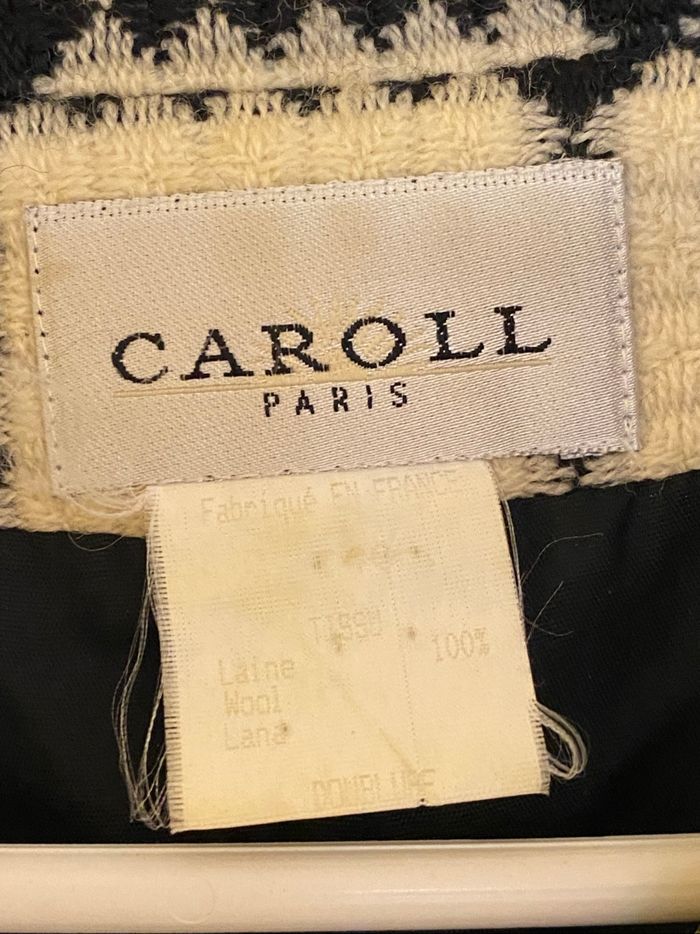 CAROLL
PARIS
Fabriqué EN FRANCE
TISSU
100%
Laine
Wool
Lana
DOUBLURE